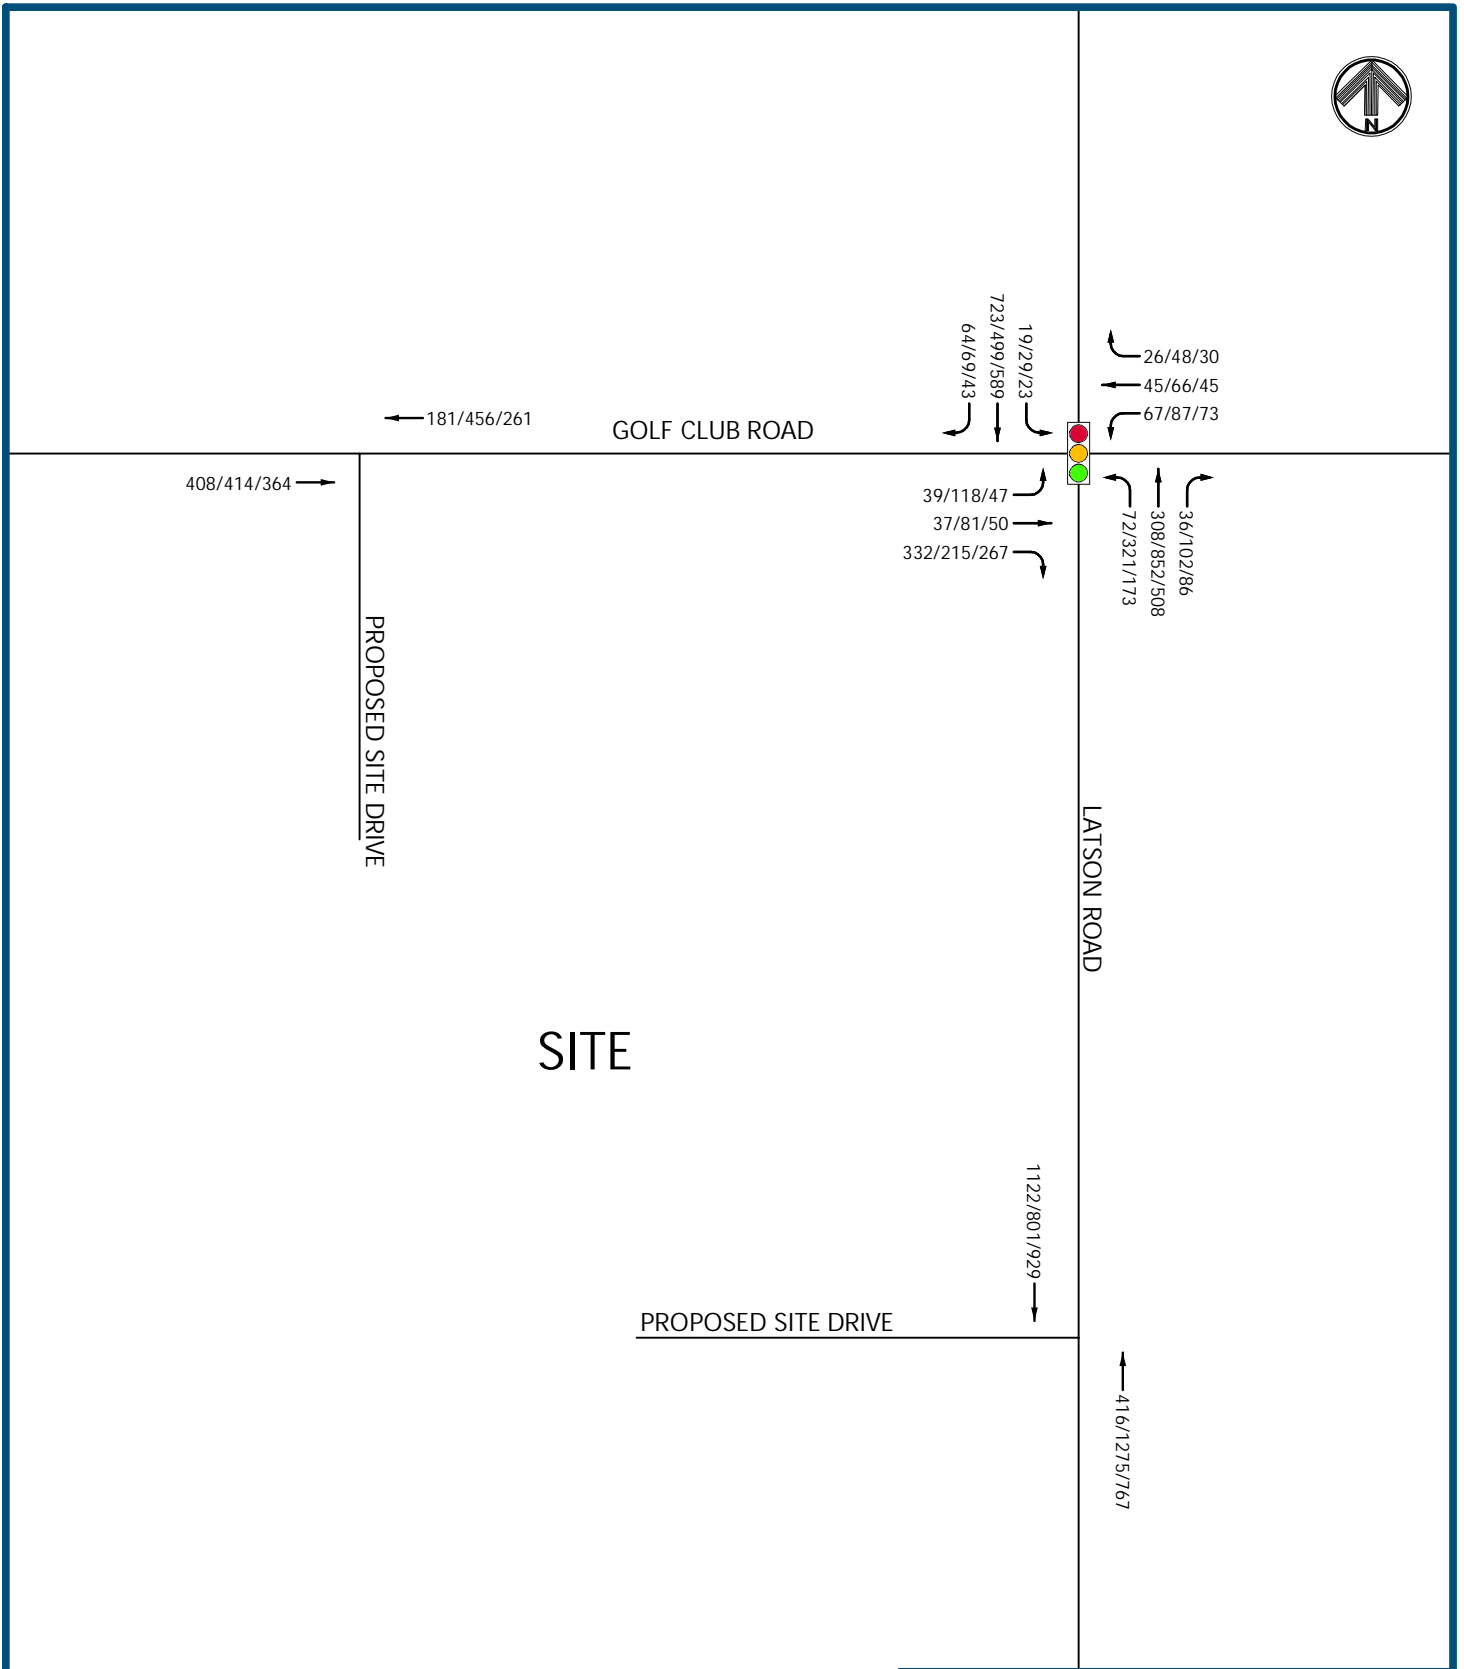 N
64/69/43
723/499/589
19/29/23
26/48/30
45/66/45
67/87/73
181/456/261
GOLF CLUB ROAD
408/414/364
39/118/47
37/81/50
332/215/267
72/321/173
308/852/508
36/102/86
PROPOSED SITE DRIVE
LATSON ROAD
SITE
1122/801/929
PROPOSED SITE DRIVE
416/1275/767